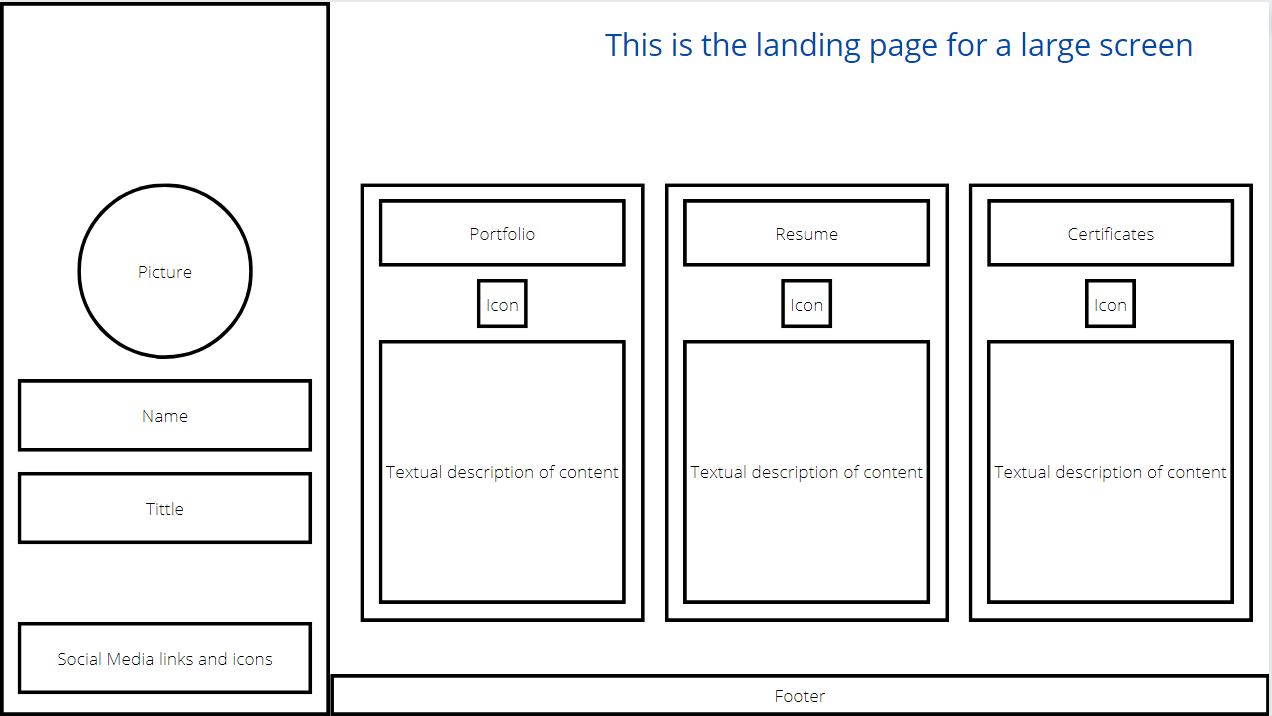 This is the landing page for a large screen
Picture
Name
Tittle
Social Media links and icons
Portfolio
Icon
Textual description of content
Resume
Icon
Textual description of content
Certificates
Icon
Textual description of content
Footer